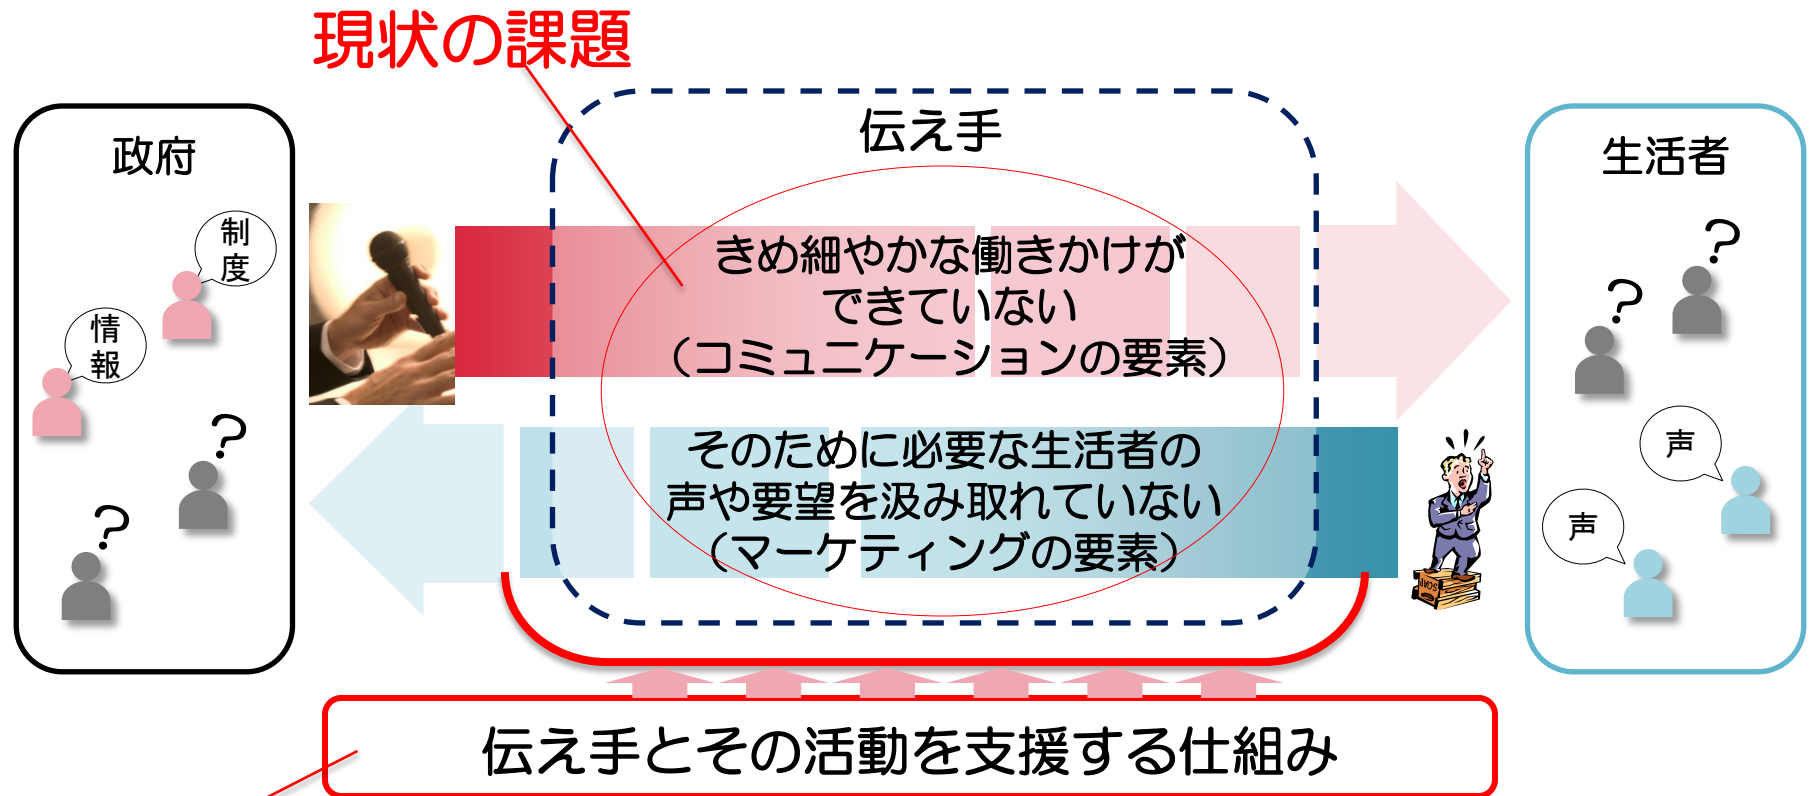 現状の課題
政府
伝え手
生活者
制
度
情
報
?
?
きめ細やかな働きかけが
できていない
(コミュニケーションの要素)
そのために必要な生活者の
声や要望を汲み取れていない
(マーケティングの要素)
?
?
声
声
SOAP
伝え手とその活動を支援する仕組み